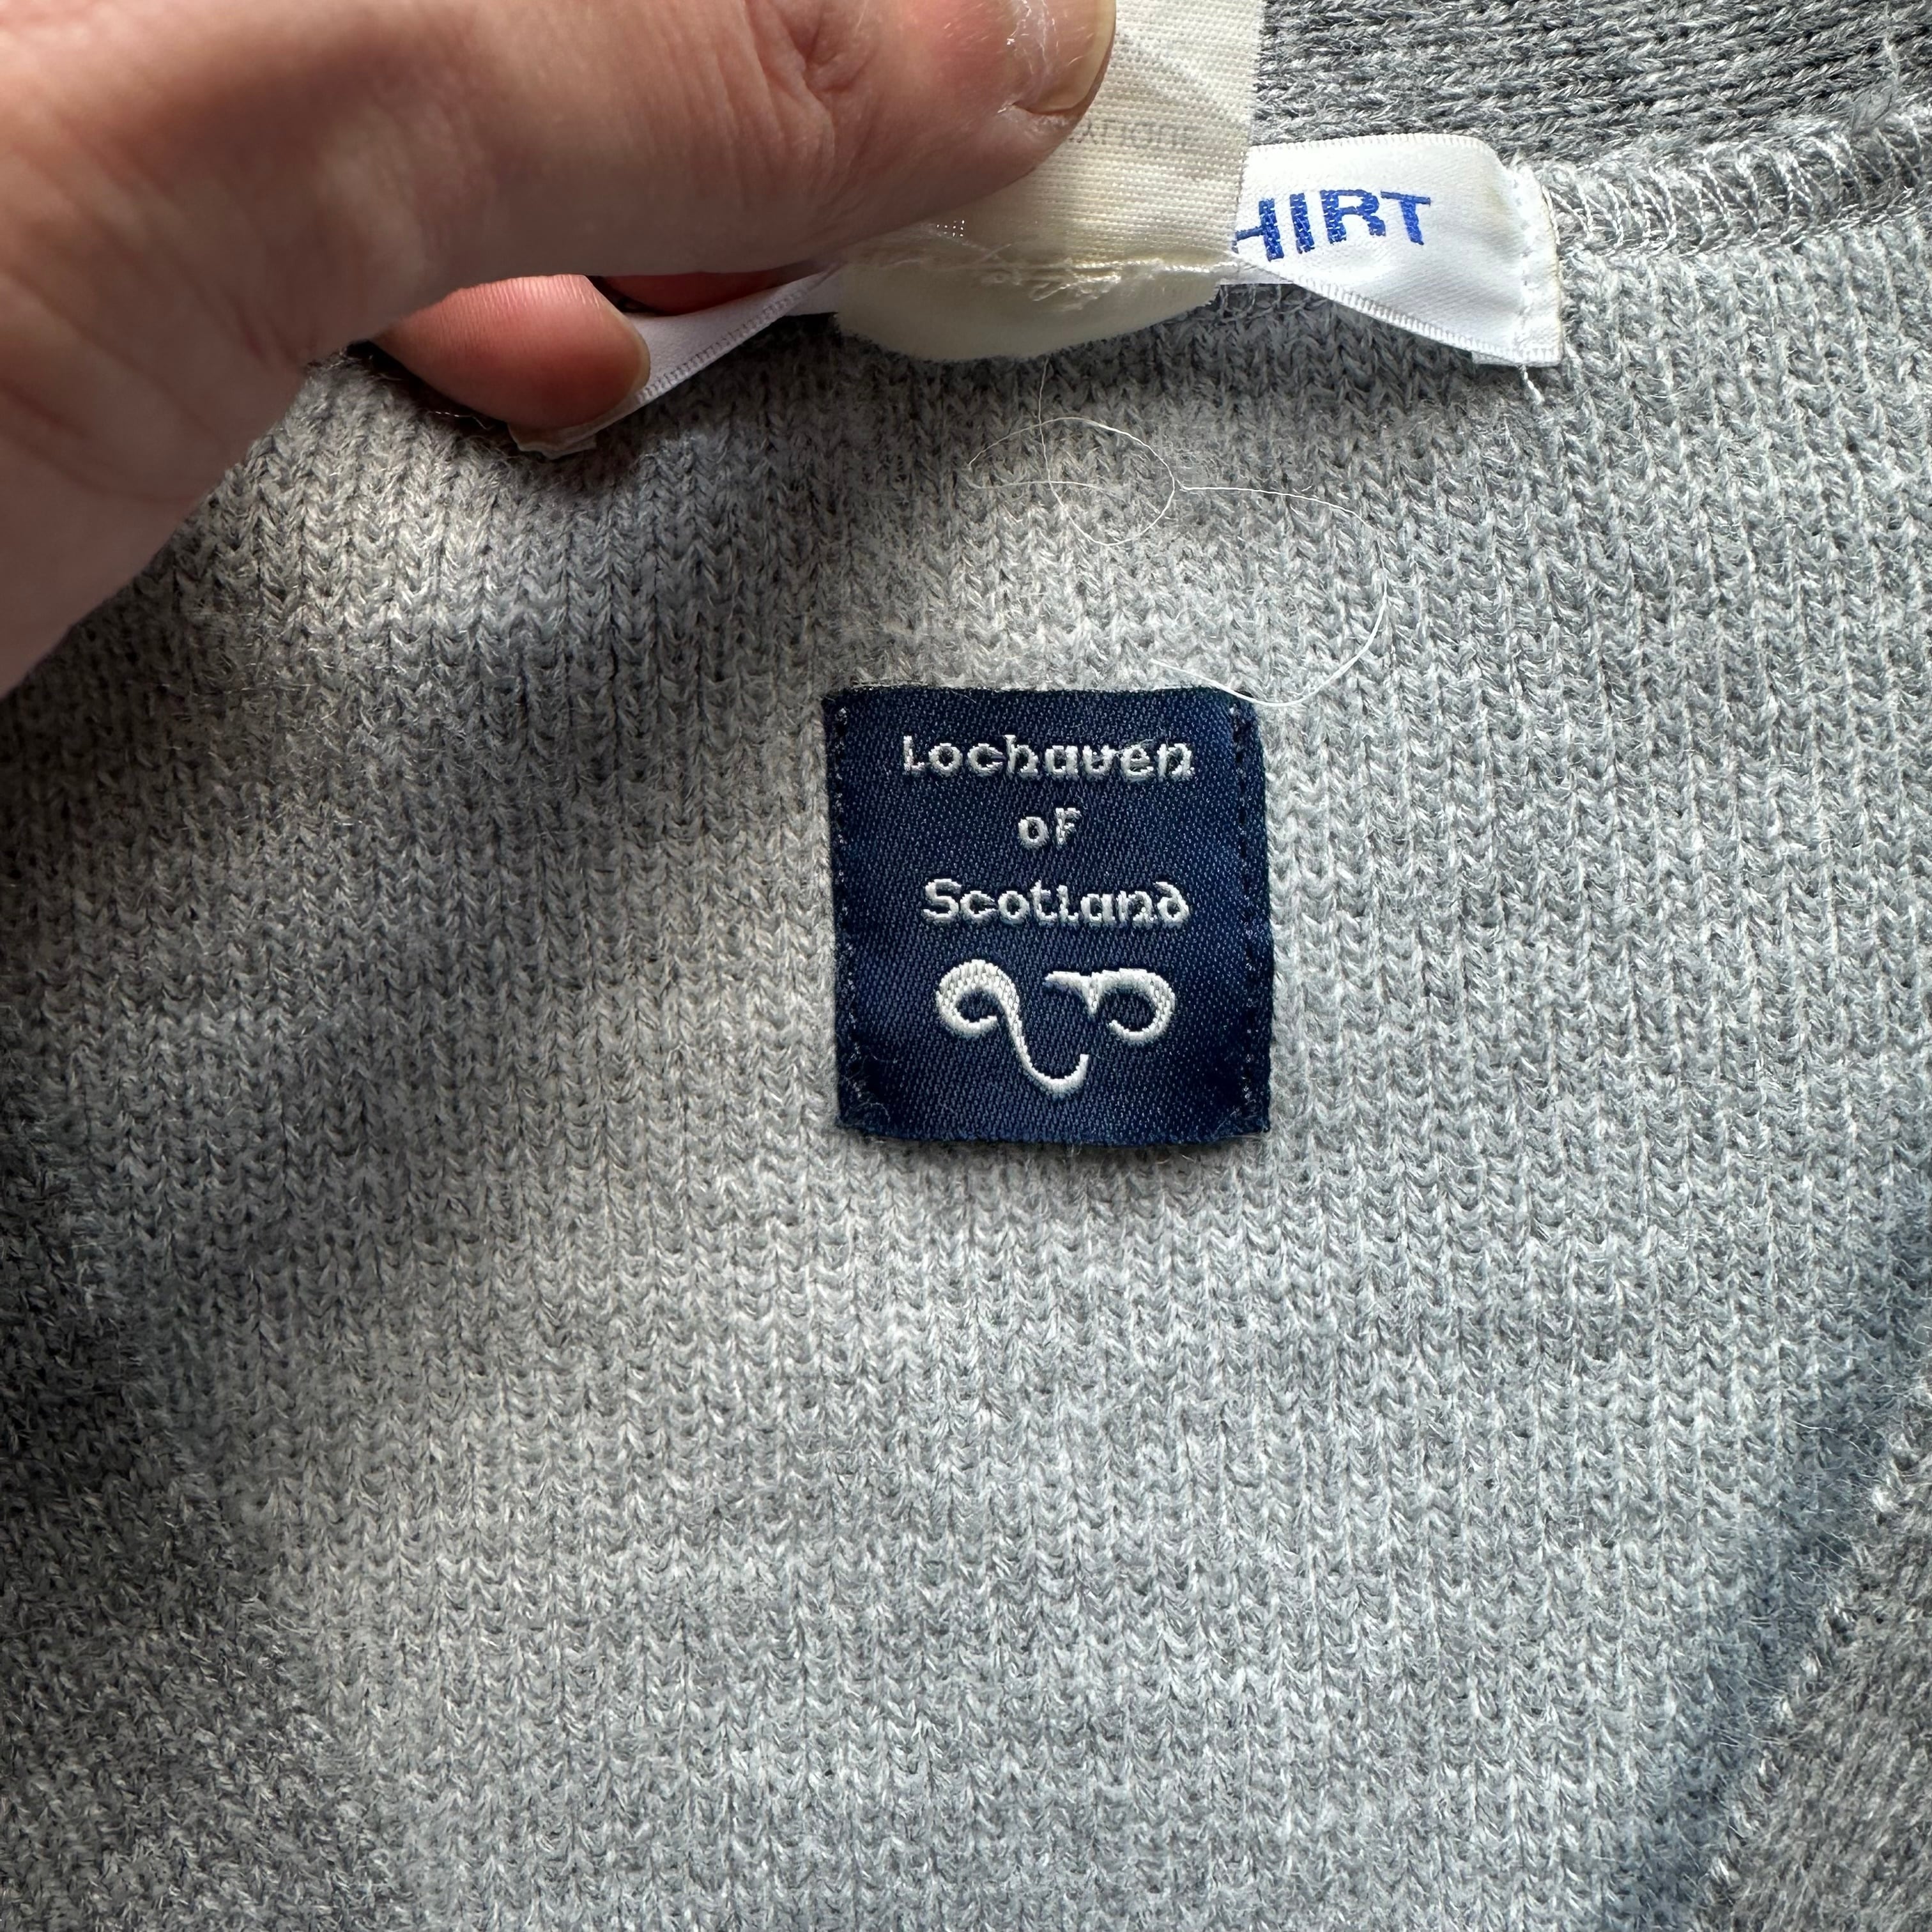 HIRT
Lochaven
of
Scotland